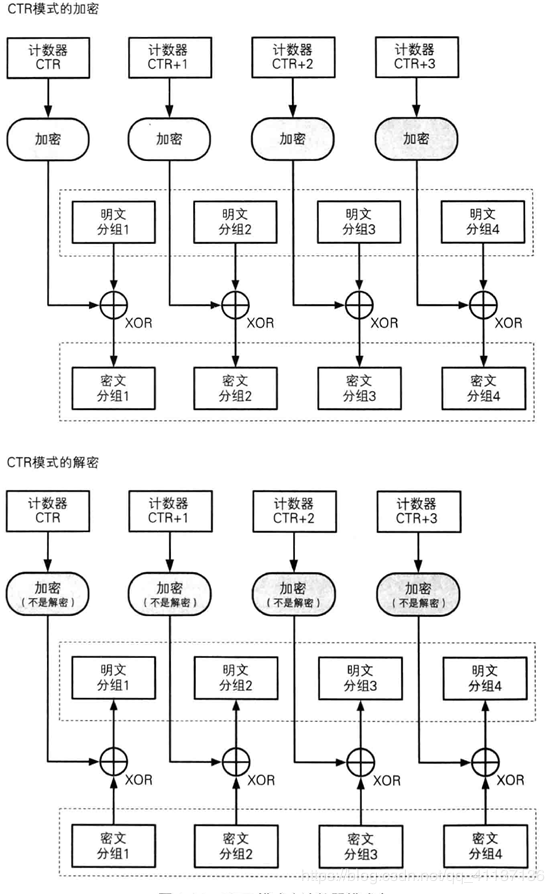 CTR模式的加密
计数器 计数器 计数器 计数器
CTR CTR+1 CTR+2 CTR+3
加密 加密 加密 加密
明文 明文 明文 明文
分组1 分组2 分组3 分组4
XOR XOR XOR XOR
密文 密文 密文 密文
分组1 分组2 分组3 分组4
CTR模式的解密
计数器 计数器 计数器 计数器
CTR CTR+1 CTR+2 CTR+3
加密 加密 加密 加密
(不是解密) (不是解密) (不是解密) (不是解密)
明文 明文 明文 明文
分组1 分组2 分组3 分组4
XOR XOR XOR XOR
密文 密文 密文 密文
分组1 分组2 分组3 分组4